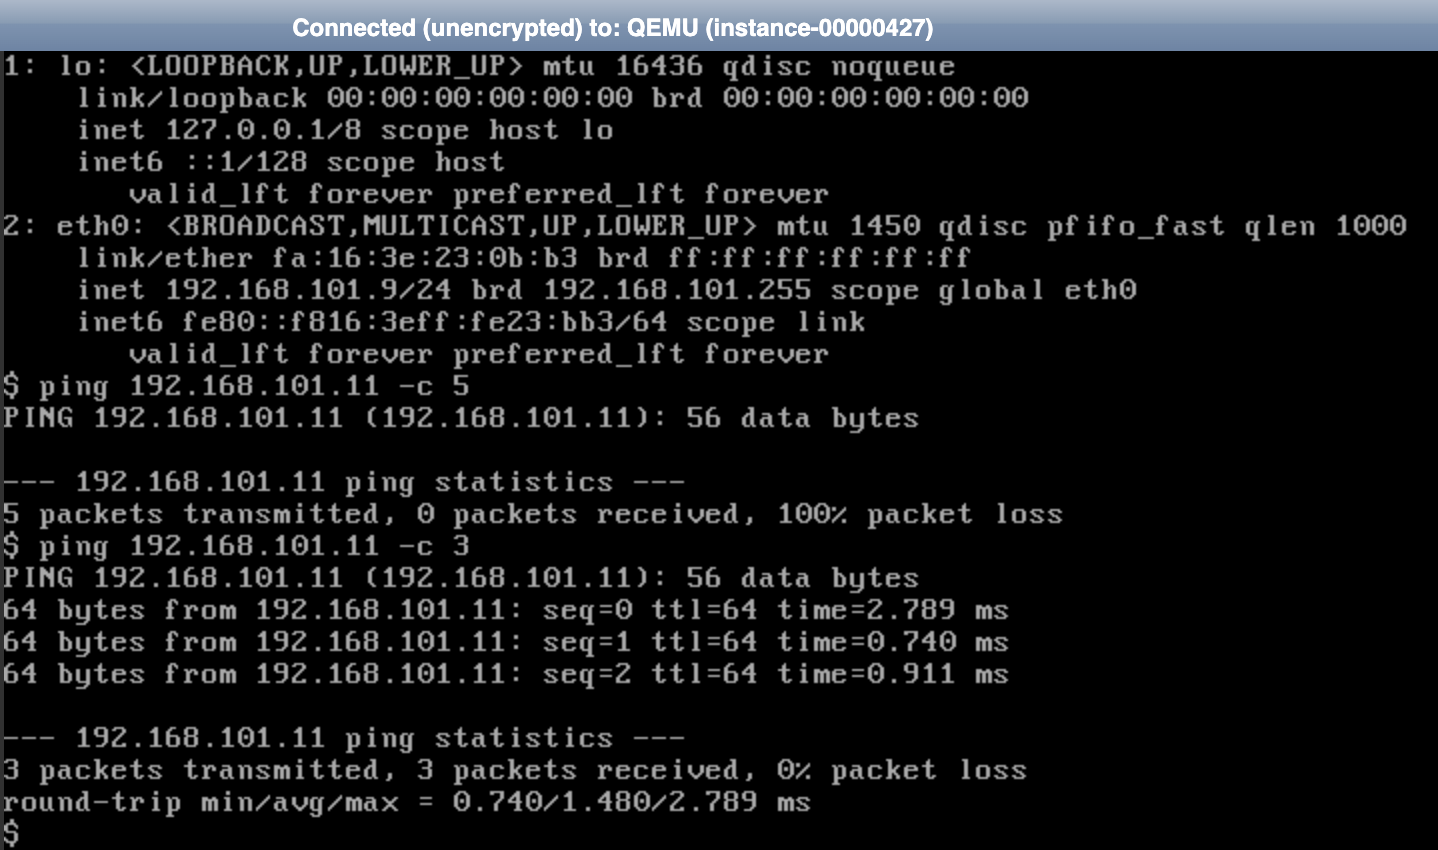 Connected (unencrypted) to: QEMU (instance-00000427)
1: lo: <LOOPBACK,UP,LOWER_UP> mtu 16436 qdisc noqueue
link/loopback 00:00:00:00:00:00 brd 00:00:00:00:00:00
inet 127.0.0.1/8 scope host lo
inet6 ::1/128 scope host
valid_lft forever preferred_lft forever
2: eth0: <BROADCAST,MULTICAST,UP,LOWER_UP> mtu 1450 qdisc pfifo_fast qlen 1000
link/ether fa:16:3e:23:0b:b3 brd ff:ff:ff:ff:ff:ff
inet 192.168.101.9/24 brd 192.168.101.255 scope global eth0
inet6 fe80::f816:3eff:fe23:bb3/64 scope link
valid_lft forever preferred_lft forever
$ ping 192.168.101.11 -c 5
PING 192.168.101.11 (192.168.101.11): 56 data bytes
--- 192.168.101.11 ping statistics ---
5 packets transmitted, 0 packets received, 100% packet loss
$ ping 192.168.101.11 -c 3
PING 192.168.101.11 (192.168.101.11): 56 data bytes
64 bytes from 192.168.101.11: seq=0 ttl=64 time=2.789 ms
64 bytes from 192.168.101.11: seq=1 ttl=64 time=0.740 ms
64 bytes from 192.168.101.11: seq=2 ttl=64 time=0.911 ms
--- 192.168.101.11 ping statistics ---
3 packets transmitted, 3 packets received, 0% packet loss
round-trip min/avg/max = 0.740/1.480/2.789 ms
$